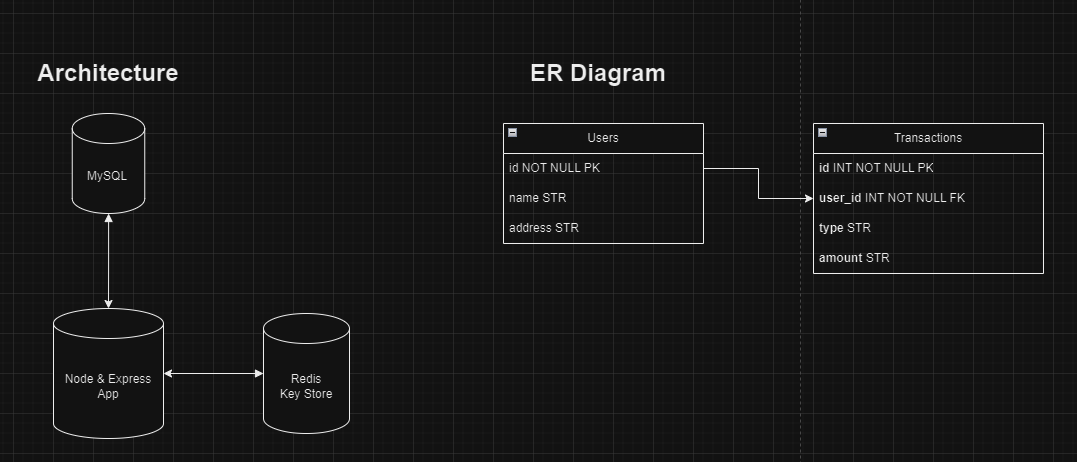 Architecture
MySQL
Node & Express
App
Redis
Key Store
ER Diagram
Users
id NOT NULL PK
name STR
address STR
Transactions
id INT NOT NULL PK
user_id INT NOT NULL FK
type STR
amount STR